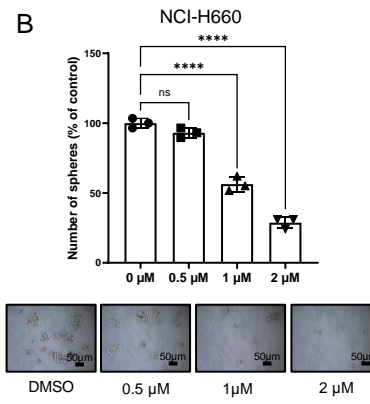 B
NCI-H660
Number of spheres (% of control)
150
100
50
0
****
****
ns
0 µM
0.5 µM
1 µM
2 µM
50µm
50µm
50µm
50µm
DMSO
0.5 µM
1µM
2 µM